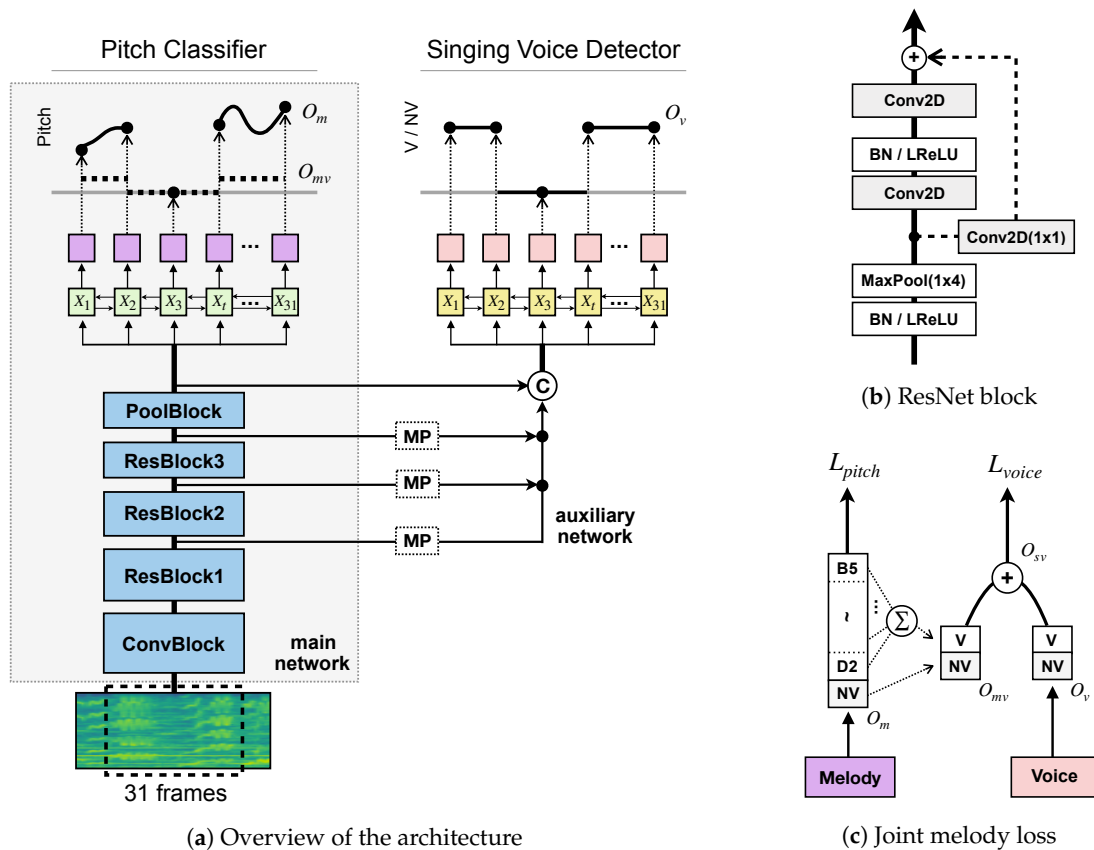 Pitch Classifier
Singing Voice Detector
Pitch
O_m
O_mv
V / NV
O_v
...
...
X_1 X_2 X_3 X_t ... X_31
X_1 X_2 X_3 X_t ... X_31
C
PoolBlock
MP
ResBlock3
MP
ResBlock2
MP
auxiliary
network
ResBlock1
ConvBlock
main
network
31 frames
(a) Overview of the architecture
+
Conv2D
BN / LReLU
Conv2D
Conv2D(1x1)
MaxPool(1x4)
BN / LReLU
(b) ResNet block
L_pitch
L_voice
O_sv
+
B5
...
~
Σ
D2
NV
O_m
V
NV
O_mv
V
NV
O_v
Melody
Voice
(c) Joint melody loss